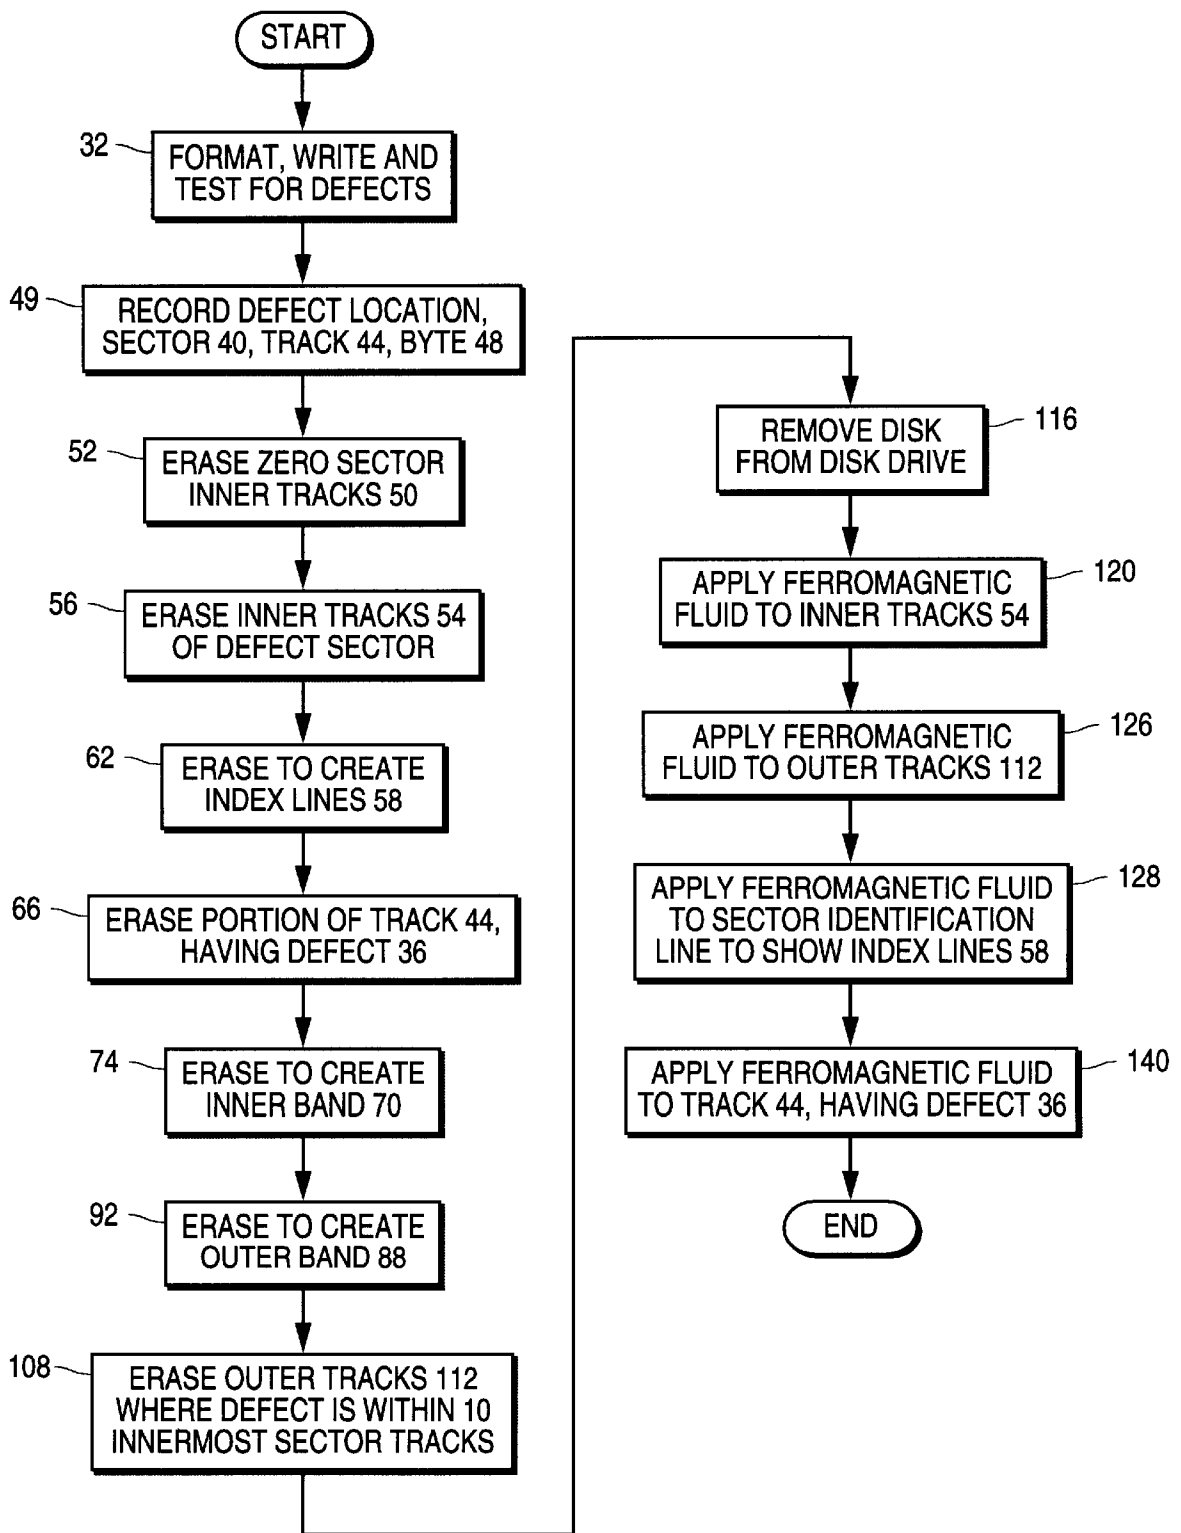 START
32
FORMAT, WRITE AND
TEST FOR DEFECTS
49
RECORD DEFECT LOCATION,
SECTOR 40, TRACK 44, BYTE 48
52
ERASE ZERO SECTOR
INNER TRACKS 50
56
ERASE INNER TRACKS 54
OF DEFECT SECTOR
62
ERASE TO CREATE
INDEX LINES 58
66
ERASE PORTION OF TRACK 44,
HAVING DEFECT 36
74
ERASE TO CREATE
INNER BAND 70
92
ERASE TO CREATE
OUTER BAND 88
108
ERASE OUTER TRACKS 112
WHERE DEFECT IS WITHIN 10
INNERMOST SECTOR TRACKS
REMOVE DISK
FROM DISK DRIVE
116
APPLY FERROMAGNETIC
FLUID TO INNER TRACKS 54
120
APPLY FERROMAGNETIC
FLUID TO OUTER TRACKS 112
126
APPLY FERROMAGNETIC FLUID
TO SECTOR IDENTIFICATION
LINE TO SHOW INDEX LINES 58
128
APPLY FERROMAGNETIC FLUID
TO TRACK 44, HAVING DEFECT 36
140
END